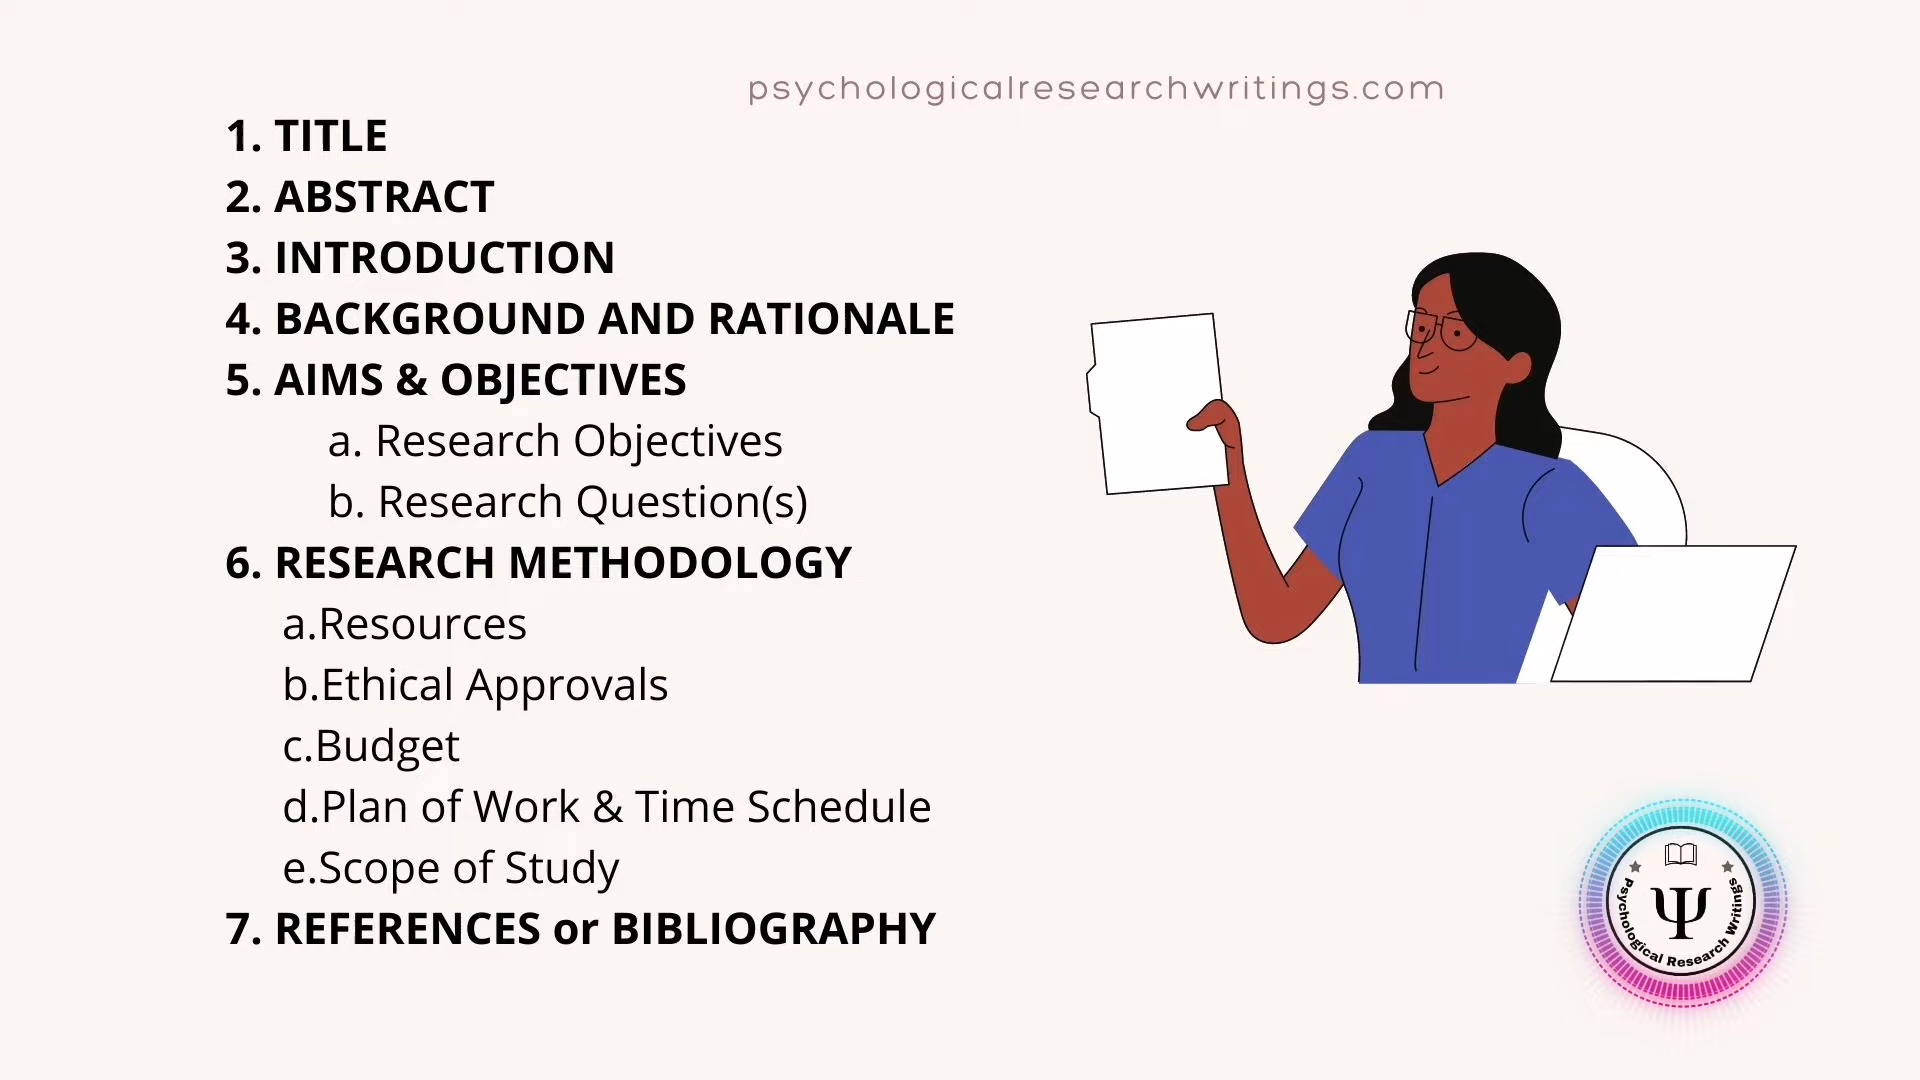 psychologicalresearchwritings.com
1. TITLE
2. ABSTRACT
3. INTRODUCTION
4. BACKGROUND AND RATIONALE
5. AIMS & OBJECTIVES
a. Research Objectives
b. Research Question(s)
6. RESEARCH METHODOLOGY
a.Resources
b.Ethical Approvals
c.Budget
d.Plan of Work & Time Schedule
e.Scope of Study
7. REFERENCES or BIBLIOGRAPHY
Ψ
Psychological Research Writings